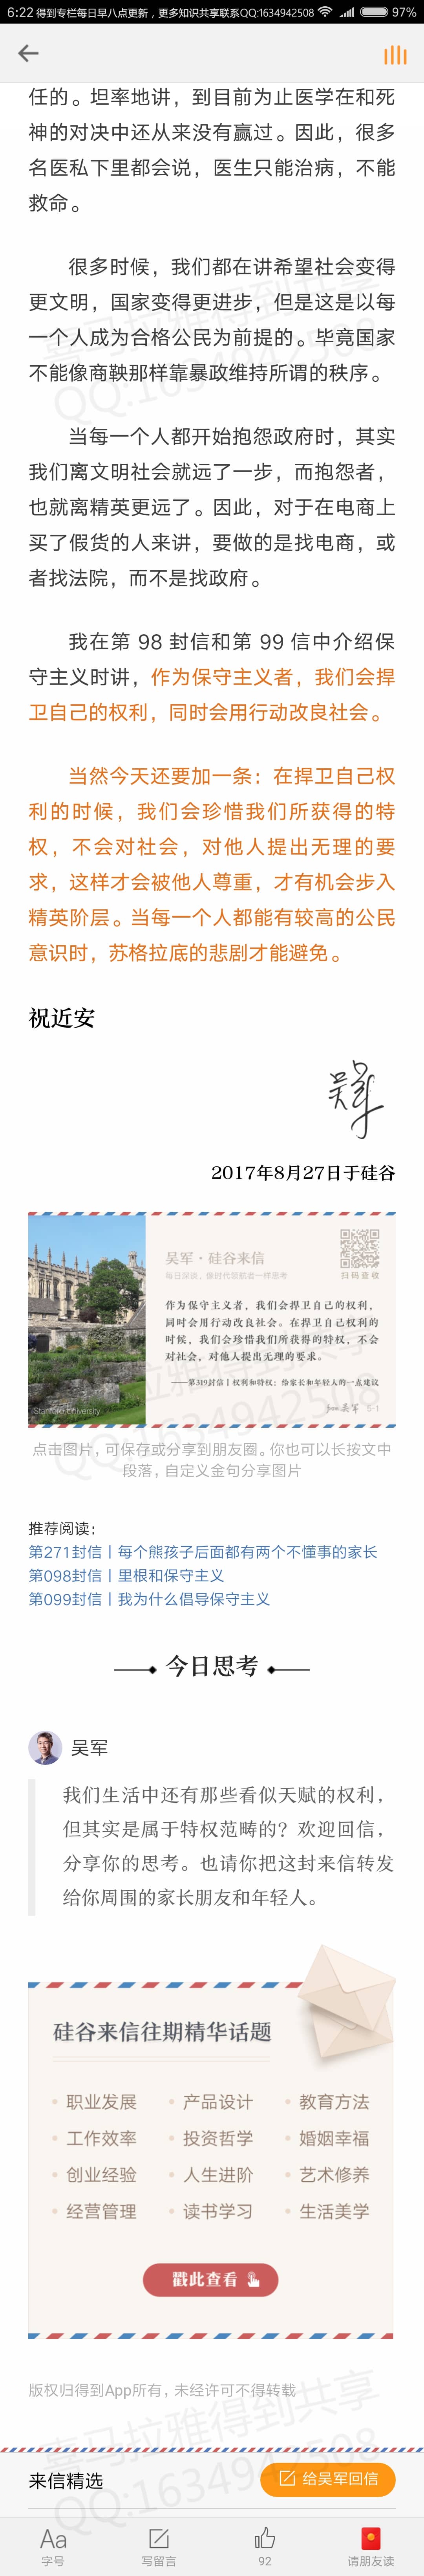 6:22 得到专栏每日早八点更新，更多知识共享联系QQ:1634942508 97%
任的。坦率地讲，到目前为止医学在和死
神的对决中还从来没有赢过。因此，很多
名医私下里都会说，医生只能治病，不能
救命。
很多时候，我们都在讲希望社会变得
更文明，国家变得更进步，但是这是以每
一个人成为合格公民为前提的。毕竟国家
不能像商鞅那样靠暴政维持所谓的秩序。
当每一个人都开始抱怨政府时，其实
我们离文明社会就远了一步，而抱怨者，
也就离精英更远了。因此，对于在电商上
买了假货的人来讲，要做的是找电商，或
者找法院，而不是找政府。
我在第 98 封信和第 99 信中介绍保
守主义时讲，作为保守主义者，我们会捍
卫自己的权利，同时会用行动改良社会。
当然今天还要加一条：在捍卫自己权
利的时候，我们会珍惜我们所获得的特
权，不会对社会，对他人提出无理的要
求，这样才会被他人尊重，才有机会步入
精英阶层。当每一个人都能有较高的公民
意识时，苏格拉底的悲剧才能避免。
祝近安
吴军
2017年8月27日于硅谷
吴军·硅谷来信
每日深谈，像时代领航者一样思考
扫码查收
作为保守主义者，我们会捍卫自己的权利，
同时会用行动改良社会。在捍卫自己权利的
时候，我们会珍惜我们所获得的特权，不会
对社会，对他人提出无理的要求。
——第319封信丨权利和特权：给家长和年轻人的一点建议
Stanford University
from 吴军 S-1
点击图片，可保存或分享到朋友圈。你也可以长按文中
段落，自定义金句分享图片
推荐阅读：
第271封信丨每个熊孩子后面都有两个不懂事的家长
第098封信丨里根和保守主义
第099封信丨我为什么倡导保守主义
今日思考
吴军
我们生活中还有那些看似天赋的权利，
但其实是属于特权范畴的？欢迎回信，
分享你的思考。也请你把这封来信转发
给你周围的家长朋友和年轻人。
硅谷来信往期精华话题
职业发展 产品设计 教育方法
工作效率 投资哲学 婚姻幸福
创业经验 人生进阶 艺术修养
经营管理 读书学习 生活美学
戳此查看
版权归得到App所有，未经许可不得转载
喜马拉雅得到共享
QQ:1634942508
来信精选
给吴军回信
Aa
字号 写留言 92 请朋友读